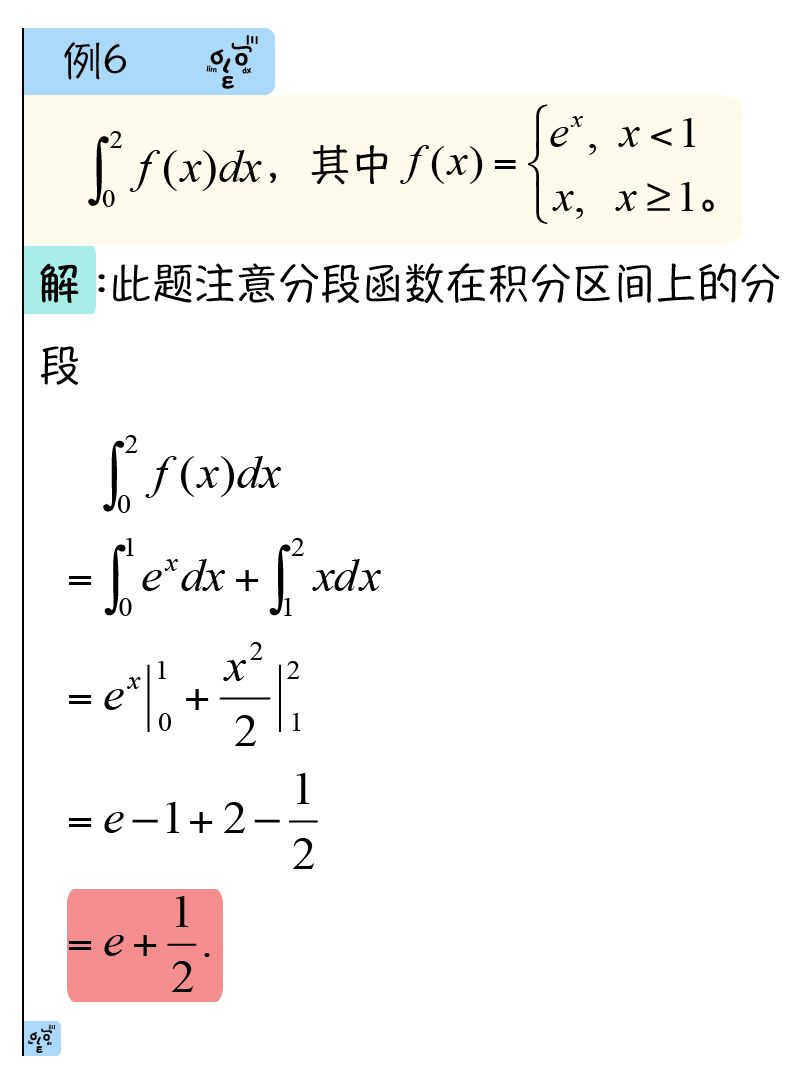 例6
∫₀² f(x)dx，其中 f(x) = { eˣ, x < 1
x, x ≥ 1。
解:此题注意分段函数在积分区间上的分
段
∫₀² f(x)dx
= ∫₀¹ eˣdx + ∫₁² xdx
= eˣ|₀¹ + x²/2|₁²
= e − 1 + 2 − 1/2
= e + 1/2.